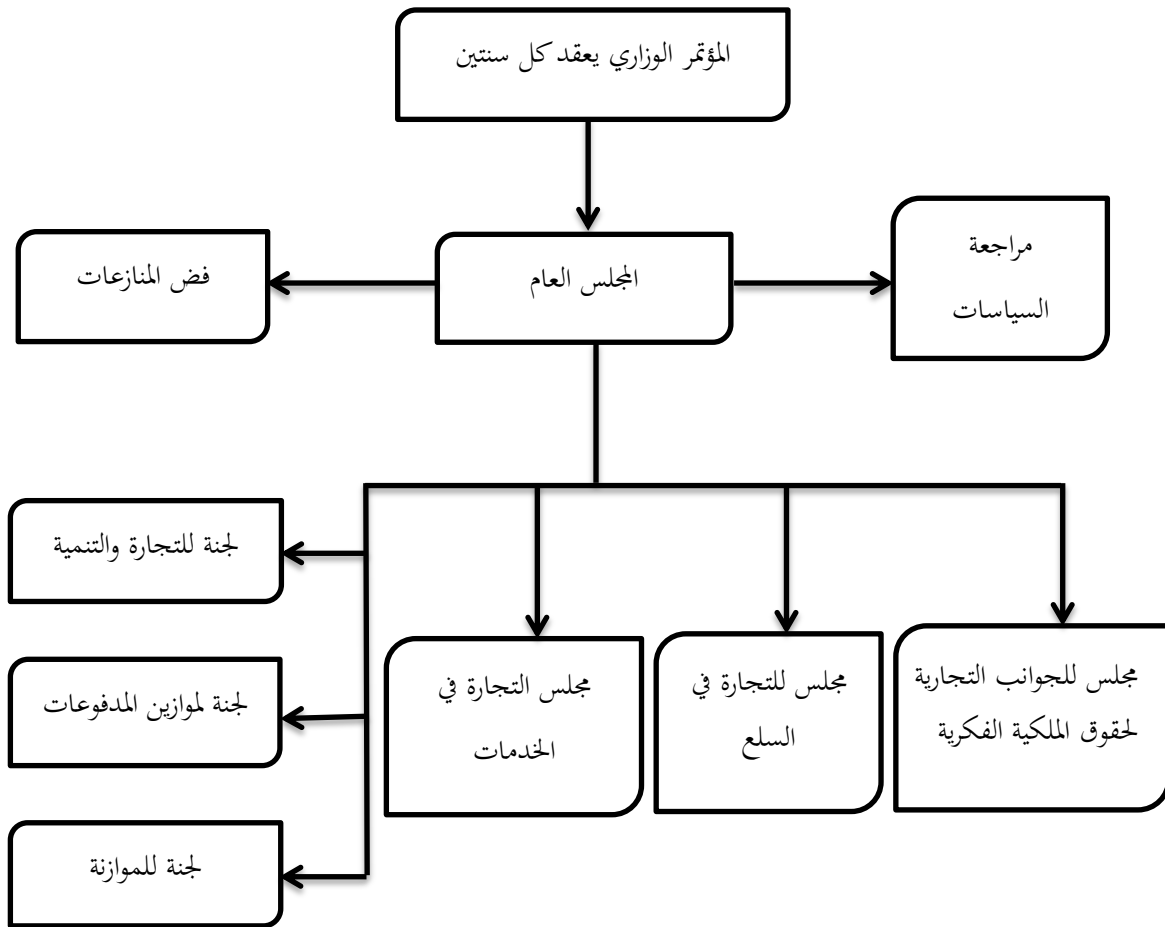 المؤتمر الوزاري يعقد كل سنتين
مراجعة
السياسات
المجلس العام
فض المنازعات
مجلس للجوانب التجارية
لحقوق الملكية الفكرية
مجلس للتجارة في
السلع
مجلس التجارة في
الخدمات
لجنة للتجارة والتنمية
لجنة لموازين المدفوعات
لجنة للموازنة